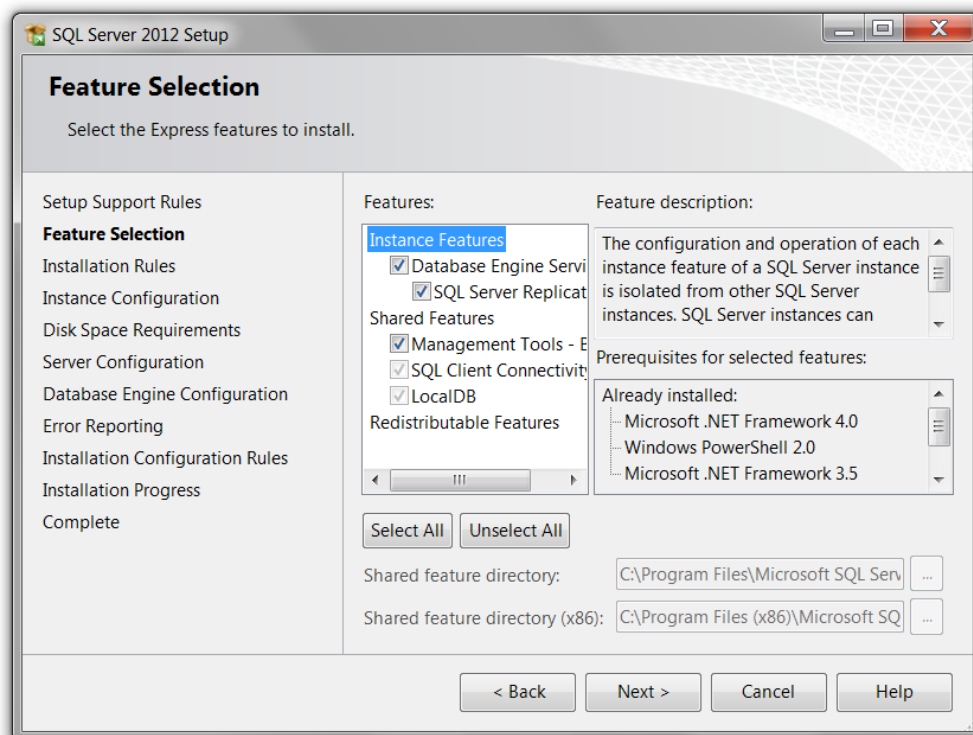 SQL Server 2012 Setup
Feature Selection
Select the Express features to install.
Setup Support Rules
Feature Selection
Installation Rules
Instance Configuration
Disk Space Requirements
Server Configuration
Database Engine Configuration
Error Reporting
Installation Configuration Rules
Installation Progress
Complete
Features:
Instance Features
Database Engine Servi
SQL Server Replicat
Shared Features
Management Tools - E
SQL Client Connectivity
LocalDB
Redistributable Features
Feature description:
The configuration and operation of each
instance feature of a SQL Server instance
is isolated from other SQL Server
instances. SQL Server instances can
Prerequisites for selected features:
Already installed:
Microsoft .NET Framework 4.0
Windows PowerShell 2.0
Microsoft .NET Framework 3.5
Select All
Unselect All
Shared feature directory:
C:\Program Files\Microsoft SQL Serv
...
Shared feature directory (x86):
C:\Program Files (x86)\Microsoft SQ
...
< Back
Next >
Cancel
Help